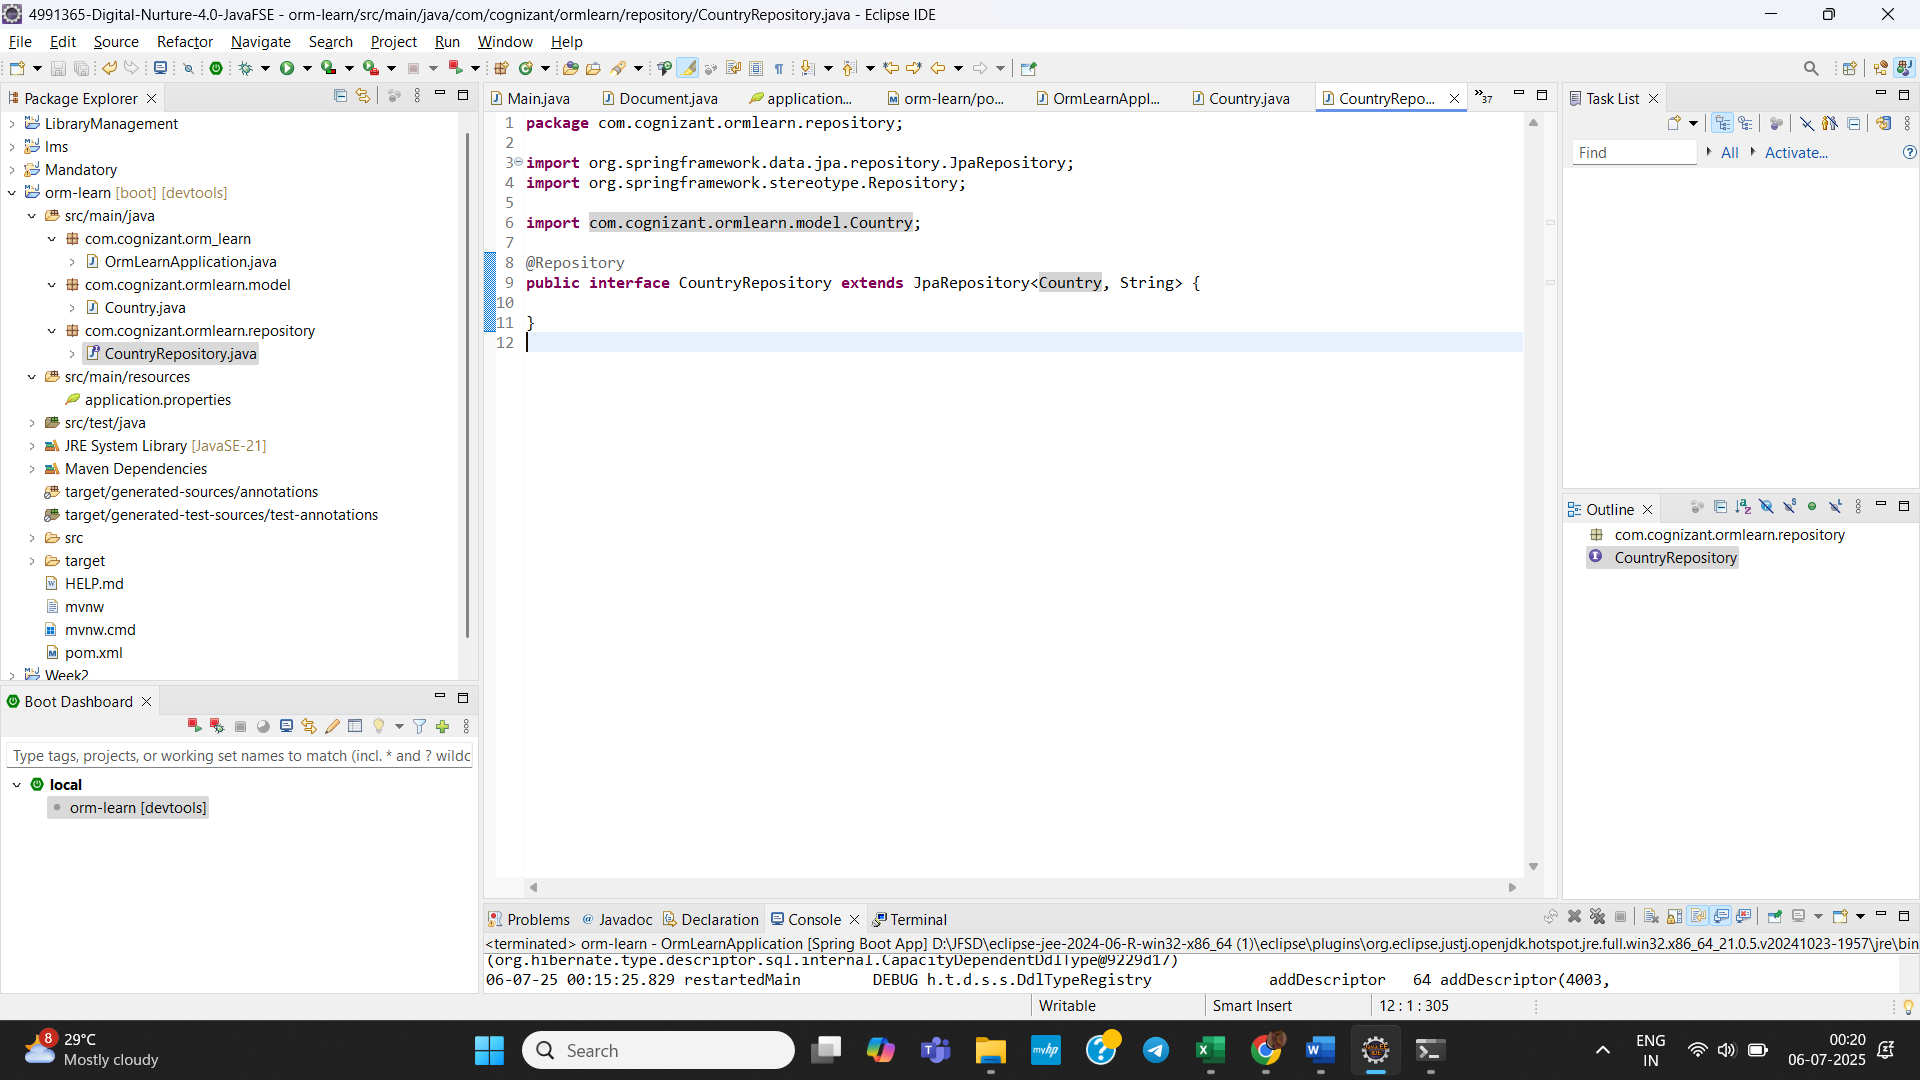 4991365-Digital-Nurture-4.0-JavaFSE - orm-learn/src/main/java/com/cognizant/ormlearn/repository/CountryRepository.java - Eclipse IDE
File Edit Source Refactor Navigate Search Project Run Window Help
Package Explorer
LibraryManagement
lms
Mandatory
orm-learn [boot] [devtools]
src/main/java
com.cognizant.orm_learn
OrmLearnApplication.java
com.cognizant.ormlearn.model
Country.java
com.cognizant.ormlearn.repository
CountryRepository.java
src/main/resources
application.properties
src/test/java
JRE System Library [JavaSE-21]
Maven Dependencies
target/generated-sources/annotations
target/generated-test-sources/test-annotations
src
target
HELP.md
mvnw
mvnw.cmd
pom.xml
Week2
Boot Dashboard
Type tags, projects, or working set names to match (incl. * and ? wildc
local
orm-learn [devtools]
Main.java Document.java application... orm-learn/po... OrmLearnAppl... Country.java CountryRepo... »37
1 package com.cognizant.ormlearn.repository;
2
3 import org.springframework.data.jpa.repository.JpaRepository;
4 import org.springframework.stereotype.Repository;
5
6 import com.cognizant.ormlearn.model.Country;
7
8 @Repository
9 public interface CountryRepository extends JpaRepository<Country, String> {
10
11 }
12
Task List
Find All Activate...
Outline
com.cognizant.ormlearn.repository
CountryRepository
Problems Javadoc Declaration Console Terminal
<terminated> orm-learn - OrmLearnApplication [Spring Boot App] D:\JFSD\eclipse-jee-2024-06-R-win32-x86_64 (1)\eclipse\plugins\org.eclipse.justj.openjdk.hotspot.jre.full.win32.x86_64_21.0.5.v20241023-1957\jre\bin
(org.hibernate.type.descriptor.sql.internal.CapacityDependentDdlType@9229d17)
06-07-25 00:15:25.829 restartedMain DEBUG h.t.d.s.s.DdlTypeRegistry addDescriptor 64 addDescriptor(4003,
Writable Smart Insert 12 : 1 : 305
8
29°C
Mostly cloudy
Search
myhp
ENG
IN
00:20
06-07-2025